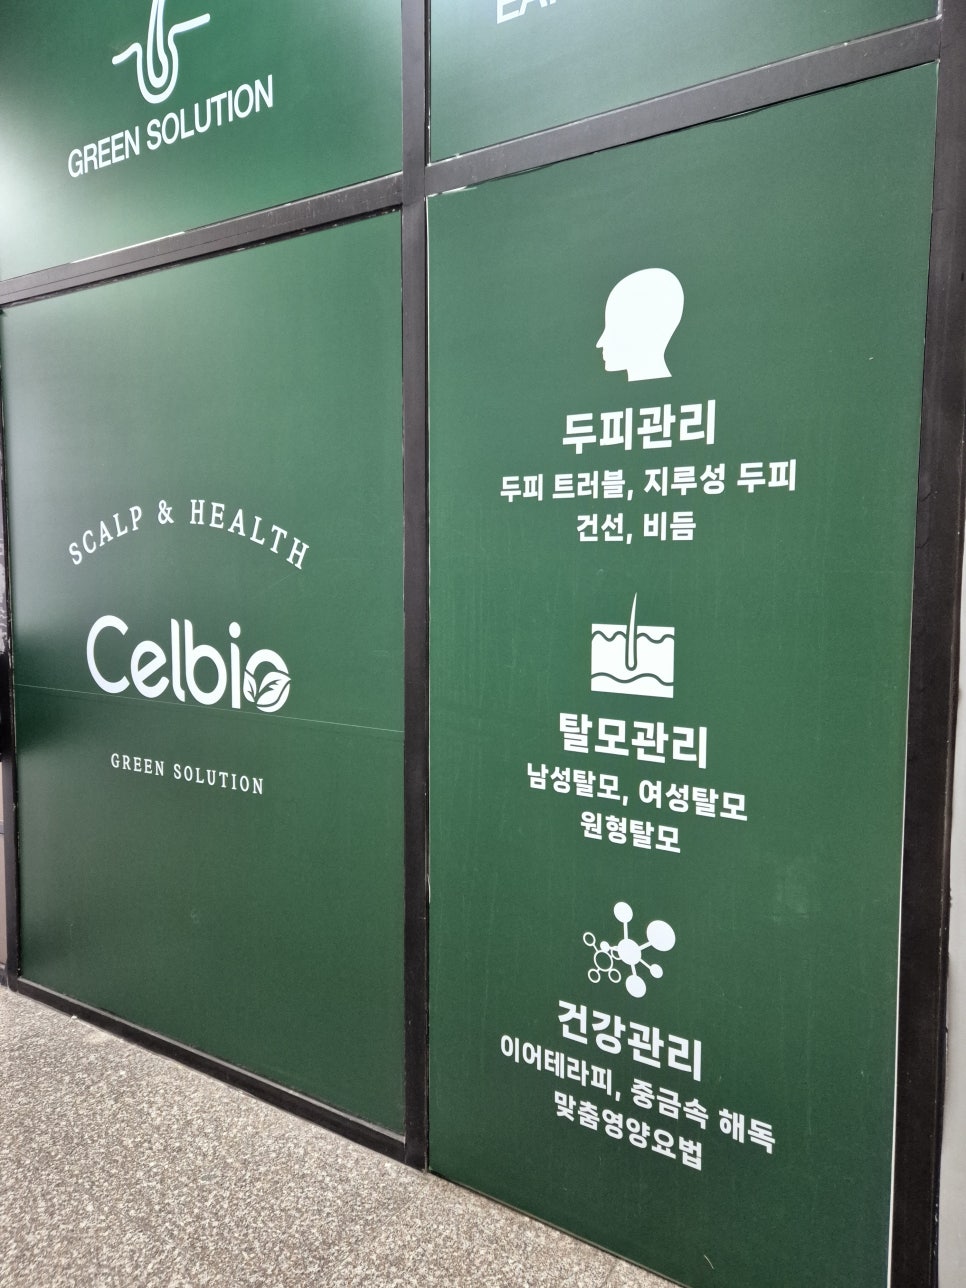 GREEN SOLUTION
SCALP & HEALTH
Celbio
GREEN SOLUTION
두피관리
두피 트러블, 지루성 두피
건선, 비듬
탈모관리
남성탈모, 여성탈모
원형탈모
건강관리
이어테라피, 중금속 해독
맞춤영양요법